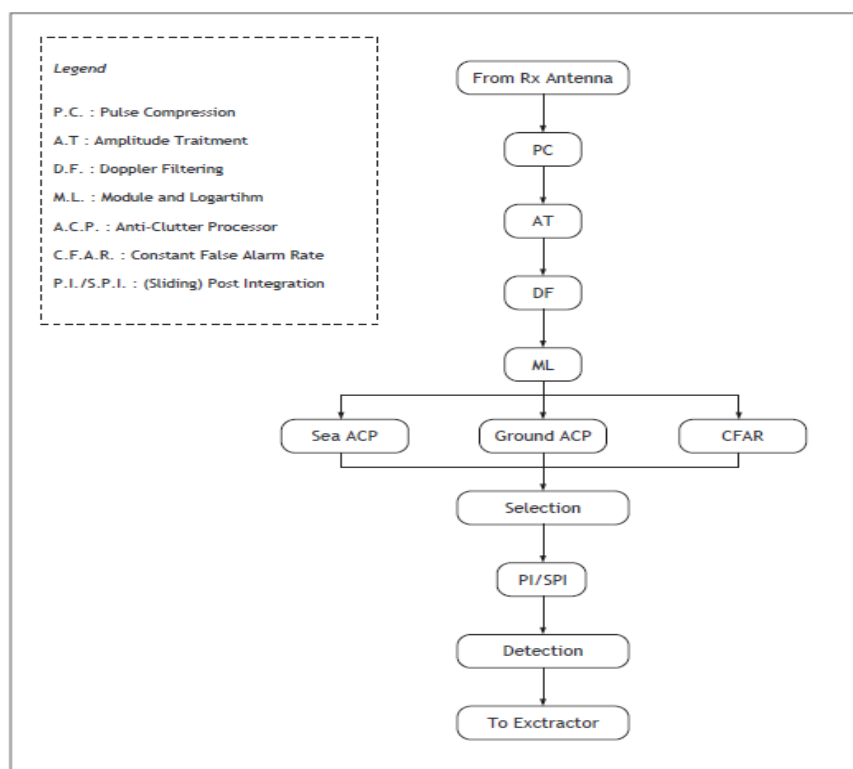 Legend
P.C. : Pulse Compression
A.T : Amplitude Traitment
D.F. : Doppler Filtering
M.L. : Module and Logartihm
A.C.P. : Anti-Clutter Processor
C.F.A.R. : Constant False Alarm Rate
P.I./S.P.I. : (Sliding) Post Integration
From Rx Antenna
PC
AT
DF
ML
Sea ACP
Ground ACP
CFAR
Selection
PI/SPI
Detection
To Exctractor